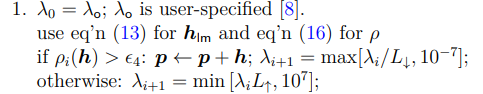 1. λ₀ = λₒ; λₒ is user-specified [8].
use eq'n (13) for h_lm and eq'n (16) for ρ
if ρᵢ(h) > ϵ₄: p ← p + h; λᵢ₊₁ = max[λᵢ/L↓, 10⁻⁷];
otherwise: λᵢ₊₁ = min [λᵢL↑, 10⁷];